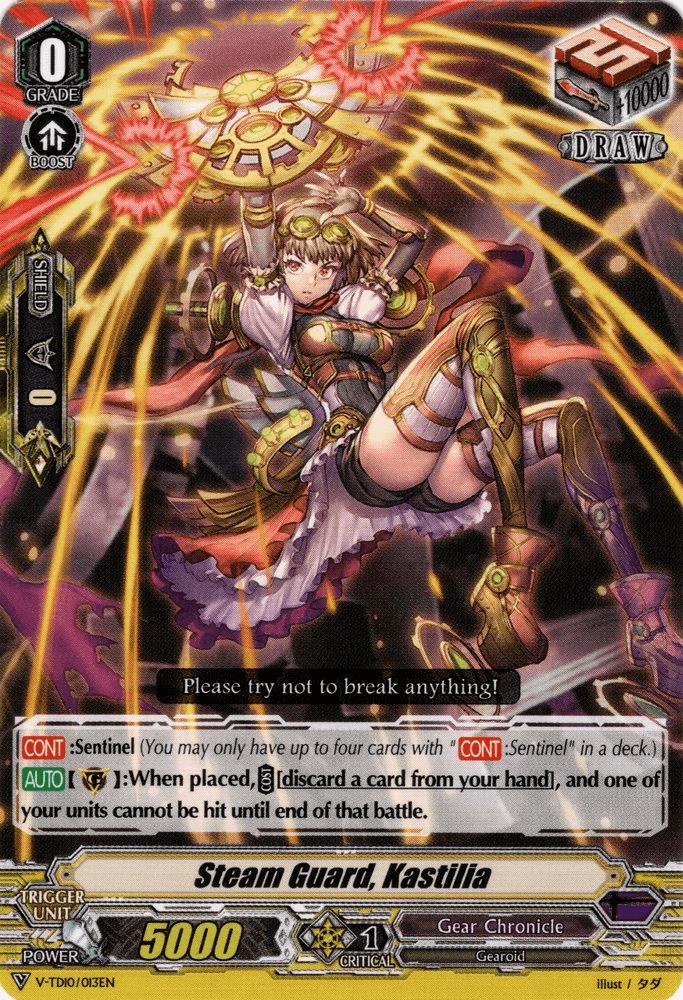 0
GRADE
BOOST
+10000
DRAW
SHIELD
0
Please try not to break anything!
CONT :Sentinel (You may only have up to four cards with "CONT:Sentinel" in a deck.)
AUTO【 】:When placed, COST [discard a card from your hand], and one of
your units cannot be hit until end of that battle.
Steam Guard, Kastilia
TRIGGER
UNIT
POWER
5000
1
CRITICAL
Gear Chronicle
Gearoid
V-TD10/013EN
illust / タダ